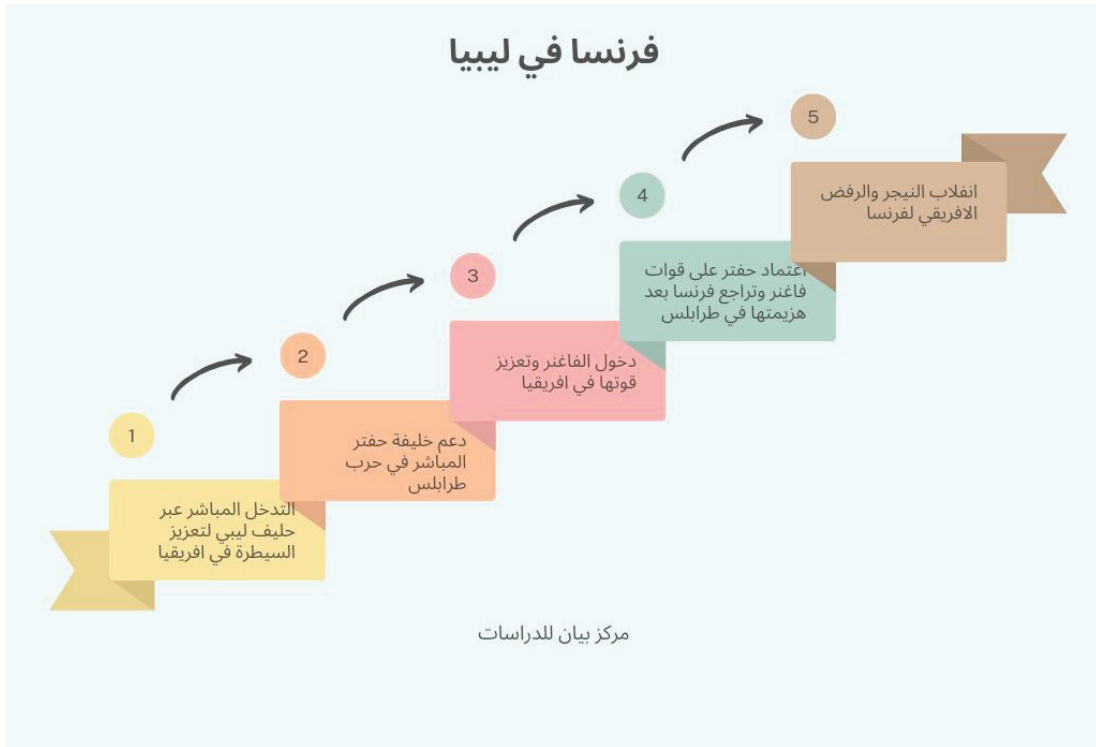 فرنسا في ليبيا
1
التدخل المباشر عبر
حليف ليبي لتعزيز
السيطرة في افريقيا
2
دعم خليفة حفتر
المباشر في حرب
طرابلس
3
دخول الفاغنر وتعزيز
قوتها في افريقيا
4
اعتماد حفتر على قوات
فاغنر وتراجع فرنسا بعد
هزيمتها في طرابلس
5
انفلاب النيجر والرفض
الافريقي لفرنسا
مركز بيان للدراسات